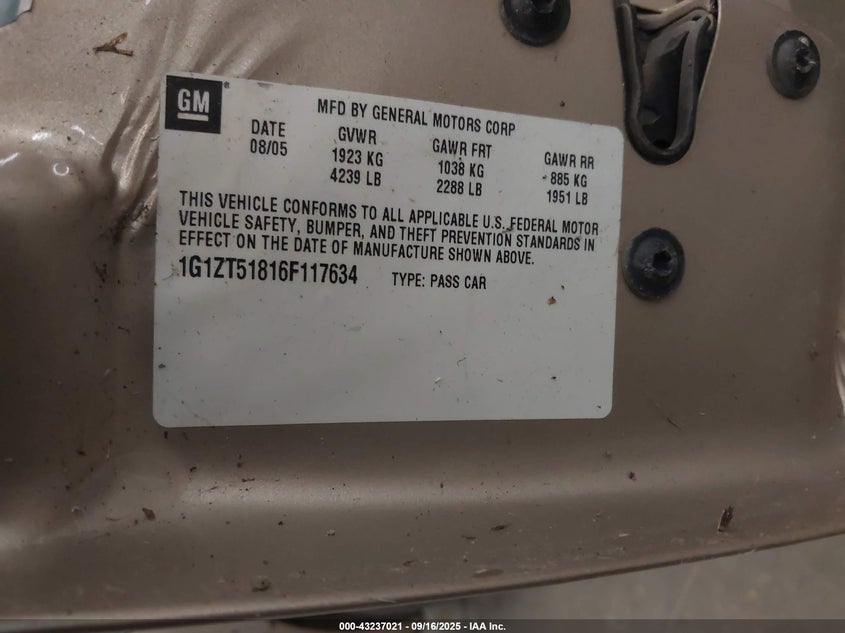 GM ®
MFD BY GENERAL MOTORS CORP
DATE GVWR GAWR FRT GAWR RR
08/05 1923 KG 1038 KG 885 KG
4239 LB 2288 LB 1951 LB
THIS VEHICLE CONFORMS TO ALL APPLICABLE U.S. FEDERAL MOTOR
VEHICLE SAFETY, BUMPER, AND THEFT PREVENTION STANDARDS IN
EFFECT ON THE DATE OF MANUFACTURE SHOWN ABOVE.
1G1ZT51816F117634 TYPE: PASS CAR
000-43237021 - 09/16/2025 - IAA Inc.